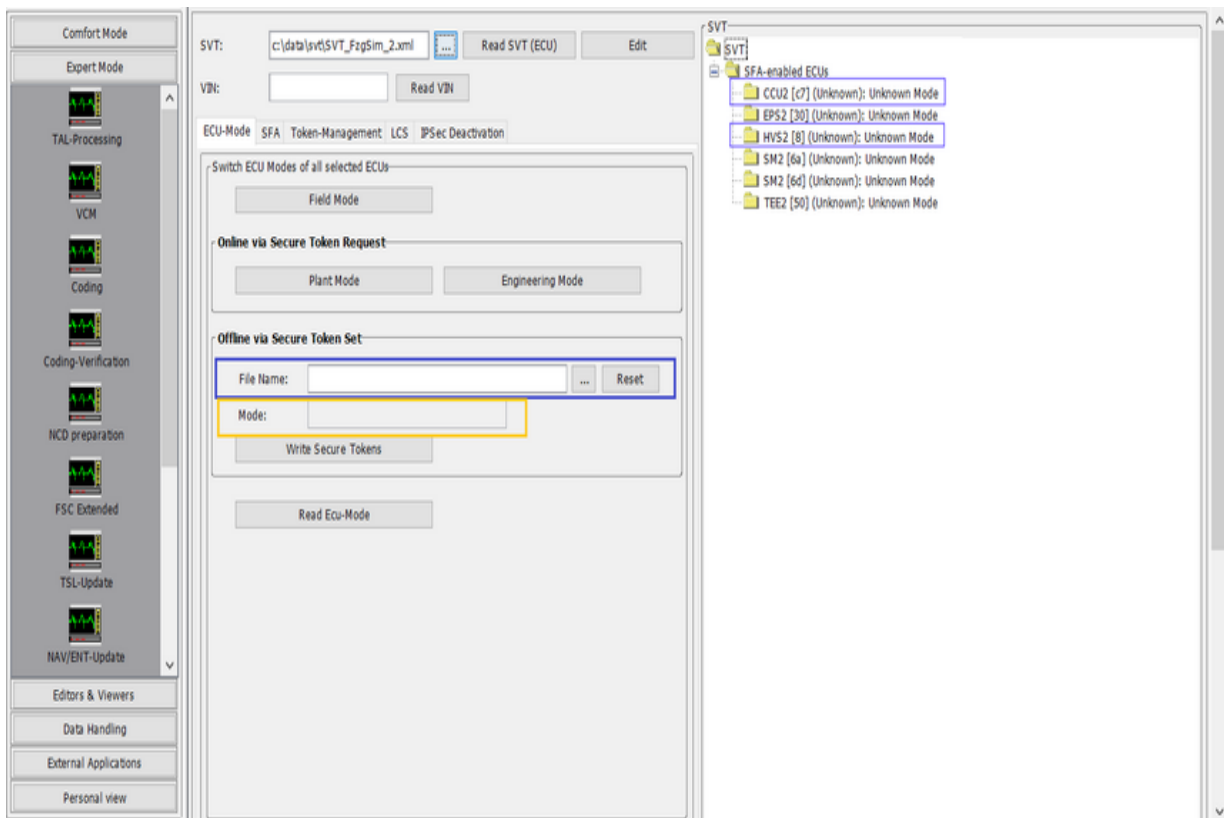 Comfort Mode
Expert Mode
TAL-Processing
VCM
Coding
Coding-Verification
NCD preparation
FSC Extended
TSL-Update
NAV/ENT-Update
Editors & Viewers
Data Handling
External Applications
Personal view
SVT: c:\data\svt\SVT_FzgSim_2.xml ... Read SVT (ECU) Edit
VIN: Read VIN
ECU-Mode SFA Token-Management LCS IPSec Deactivation
Switch ECU Modes of all selected ECUs
Field Mode
Online via Secure Token Request
Plant Mode Engineering Mode
Offline via Secure Token Set
File Name: ... Reset
Mode:
Write Secure Tokens
Read Ecu-Mode
SVT
SVT
SFA-enabled ECUs
CCU2 [c7] (Unknown): Unknown Mode
EPS2 [30] (Unknown): Unknown Mode
HVS2 [8] (Unknown): Unknown Mode
SM2 [6a] (Unknown): Unknown Mode
SM2 [6d] (Unknown): Unknown Mode
TEE2 [50] (Unknown): Unknown Mode